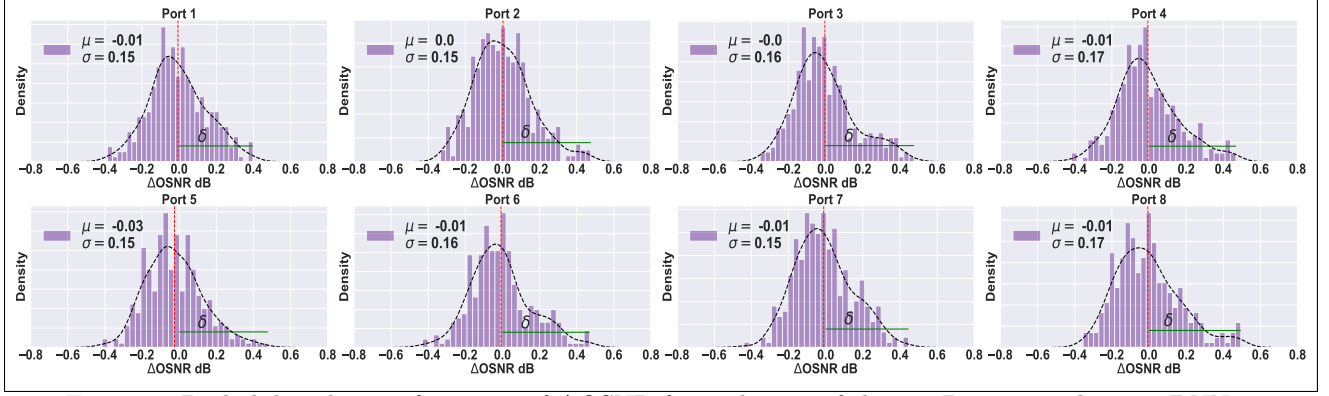 Port 1
μ = -0.01
σ = 0.15
δ
Density
−0.8 −0.6 −0.4 −0.2 0.0 0.2 0.4 0.6 0.8
ΔOSNR dB
Port 2
μ = 0.0
σ = 0.15
δ
Density
−0.8 −0.6 −0.4 −0.2 0.0 0.2 0.4 0.6 0.8
ΔOSNR dB
Port 3
μ = -0.0
σ = 0.16
δ
Density
−0.8 −0.6 −0.4 −0.2 0.0 0.2 0.4 0.6 0.8
ΔOSNR dB
Port 4
μ = -0.01
σ = 0.17
δ
Density
−0.8 −0.6 −0.4 −0.2 0.0 0.2 0.4 0.6 0.8
ΔOSNR dB
Port 5
μ = -0.03
σ = 0.15
δ
Density
−0.8 −0.6 −0.4 −0.2 0.0 0.2 0.4 0.6 0.8
ΔOSNR dB
Port 6
μ = -0.01
σ = 0.16
δ
Density
−0.8 −0.6 −0.4 −0.2 0.0 0.2 0.4 0.6 0.8
ΔOSNR dB
Port 7
μ = -0.01
σ = 0.15
δ
Density
−0.8 −0.6 −0.4 −0.2 0.0 0.2 0.4 0.6 0.8
ΔOSNR dB
Port 8
μ = -0.01
σ = 0.17
δ
Density
−0.8 −0.6 −0.4 −0.2 0.0 0.2 0.4 0.6 0.8
ΔOSNR dB